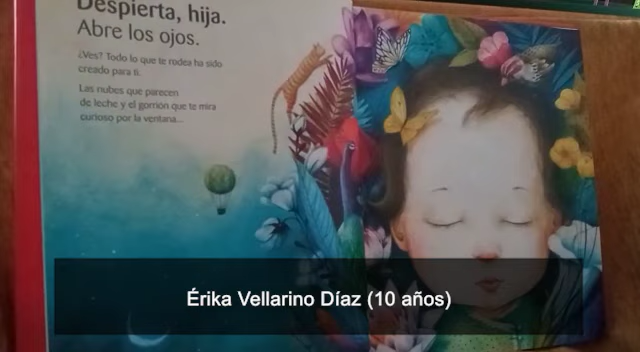 Despierta, hija.
Abre los ojos.
¿Ves? Todo lo que te rodea ha sido
creado para ti.
Las nubes que parecen
de leche y el gorrión que te mira
curioso por la ventana...
Érika Vellarino Díaz (10 años)